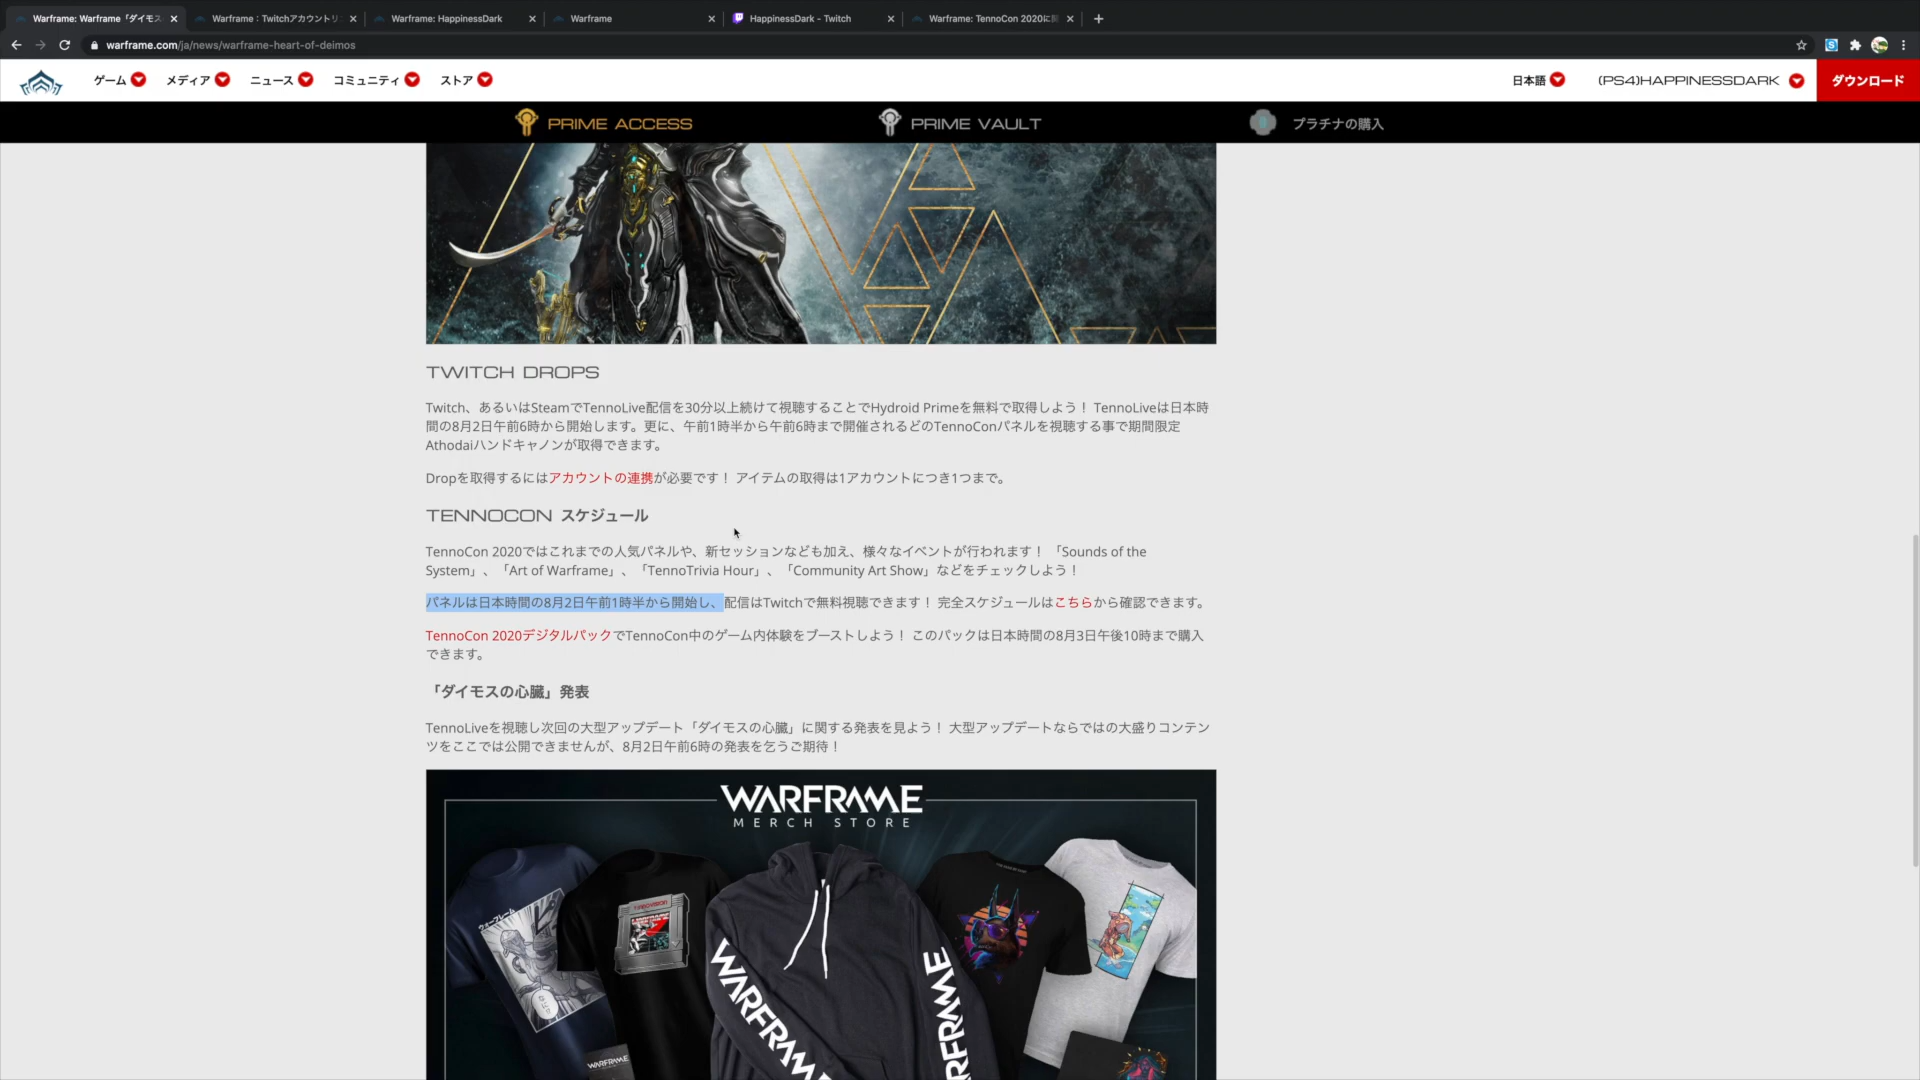 Warframe: Warframe「ダイモス
Warframe：Twitchアカウントリン
Warframe: HappinessDark
Warframe
HappinessDark - Twitch
Warframe: TennoCon 2020に関
warframe.com/ja/news/warframe-heart-of-deimos
ゲーム
メディア
ニュース
コミュニティ
ストア
日本語
(PS4)HAPPINESSDARK
ダウンロード
PRIME ACCESS
PRIME VAULT
プラチナの購入
TWITCH DROPS
Twitch、あるいはSteamでTennoLive配信を30分以上続けて視聴することでHydroid Primeを無料で取得しよう！ TennoLiveは日本時
間の8月2日午前6時から開始します。更に、午前1時半から午前6時まで開催されるどのTennoConパネルを視聴する事で期間限定
Athodaiハンドキャノンが取得できます。
Dropを取得するにはアカウントの連携が必要です！ アイテムの取得は1アカウントにつき1つまで。
TENNOCON スケジュール
TennoCon 2020ではこれまでの人気パネルや、新セッションなども加え、様々なイベントが行われます！ 「Sounds of the
System」、「Art of Warframe」、「TennoTrivia Hour」、「Community Art Show」などをチェックしよう！
パネルは日本時間の8月2日午前1時半から開始し、配信はTwitchで無料視聴できます！ 完全スケジュールはこちらから確認できます。
TennoCon 2020デジタルパックでTennoCon中のゲーム内体験をブーストしよう！ このパックは日本時間の8月3日午後10時まで購入
できます。
「ダイモスの心臓」発表
TennoLiveを視聴し次回の大型アップデート「ダイモスの心臓」に関する発表を見よう！ 大型アップデートならではの大盛りコンテン
ツをここでは公開できませんが、8月2日午前6時の発表を乞うご期待！
WARFRAME
MERCH STORE
ウォーフレーム
WARFRAME
WARFRAME
WARFRAME